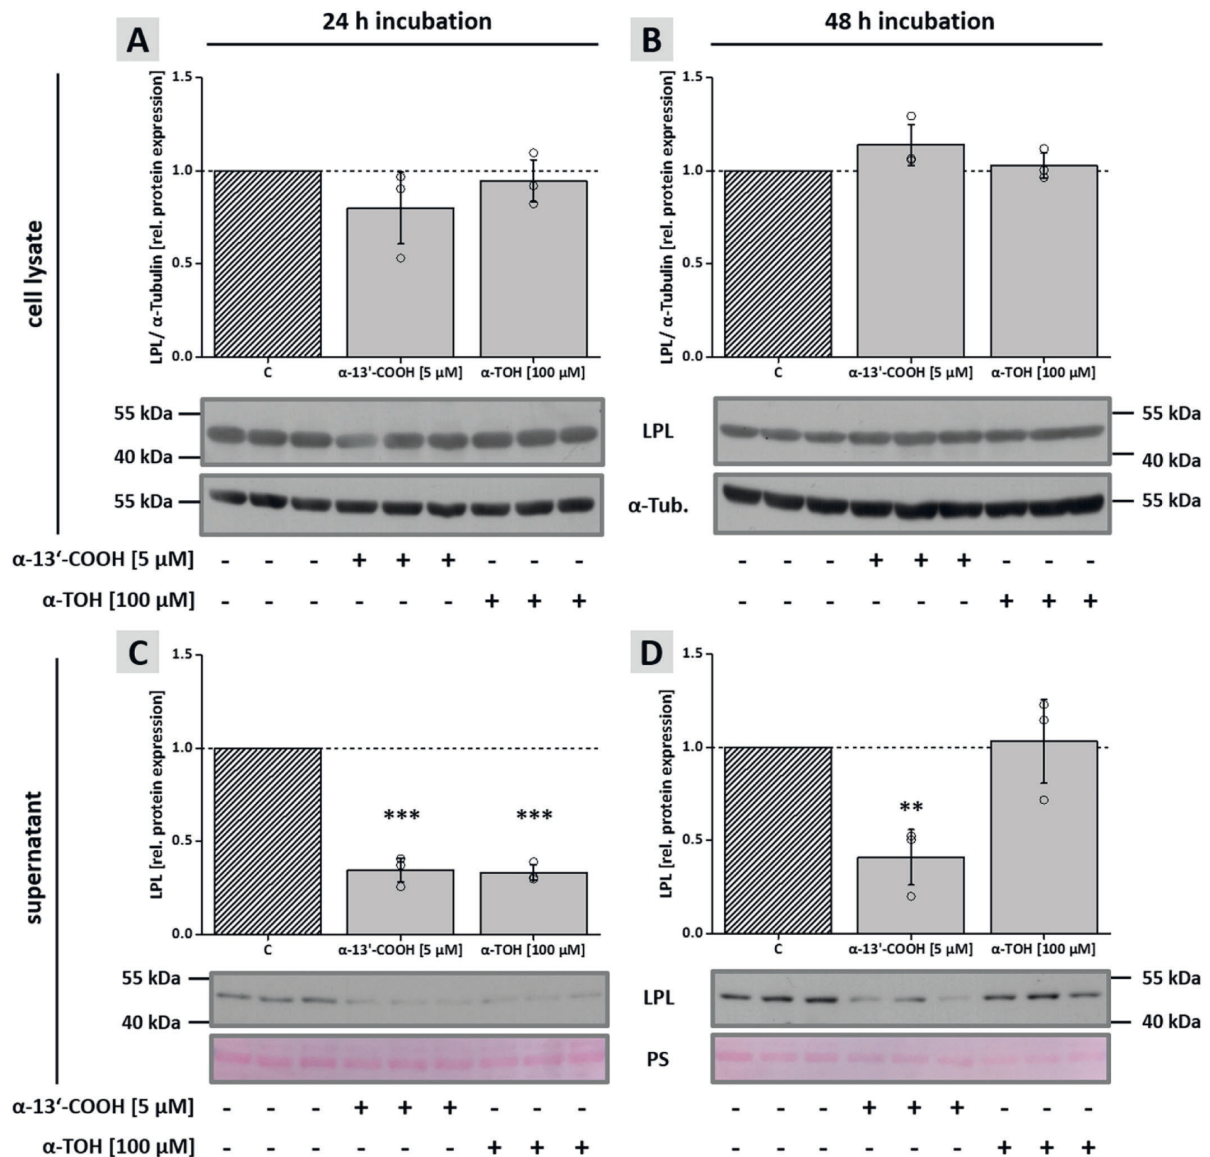 24 h incubation
48 h incubation
A
B
cell lysate
LPL/ α-Tubulin [rel. protein expression]
1.5
1.0
0.5
0.0
C
α-13'-COOH [5 µM]
α-TOH [100 µM]
LPL/ α-Tubulin [rel. protein expression]
1.5
1.0
0.5
0.0
C
α-13'-COOH [5 µM]
α-TOH [100 µM]
55 kDa
40 kDa
LPL
55 kDa
40 kDa
55 kDa
α-Tub.
55 kDa
α-13‘-COOH [5 µM] - - - + + + - - - - - - + + + - - -
α-TOH [100 µM] - - - - - - + + + - - - - - - + + +
C
D
supernatant
LPL [rel. protein expression]
1.5
1.0
0.5
0.0
*** ***
C
α-13'-COOH [5 µM]
α-TOH [100 µM]
LPL [rel. protein expression]
1.5
1.0
0.5
0.0
**
C
α-13'-COOH [5 µM]
α-TOH [100 µM]
55 kDa
40 kDa
LPL
55 kDa
40 kDa
PS
α-13‘-COOH [5 µM] - - - + + + - - - - - - + + + - - -
α-TOH [100 µM] - - - - - - + + + - - - - - - + + +